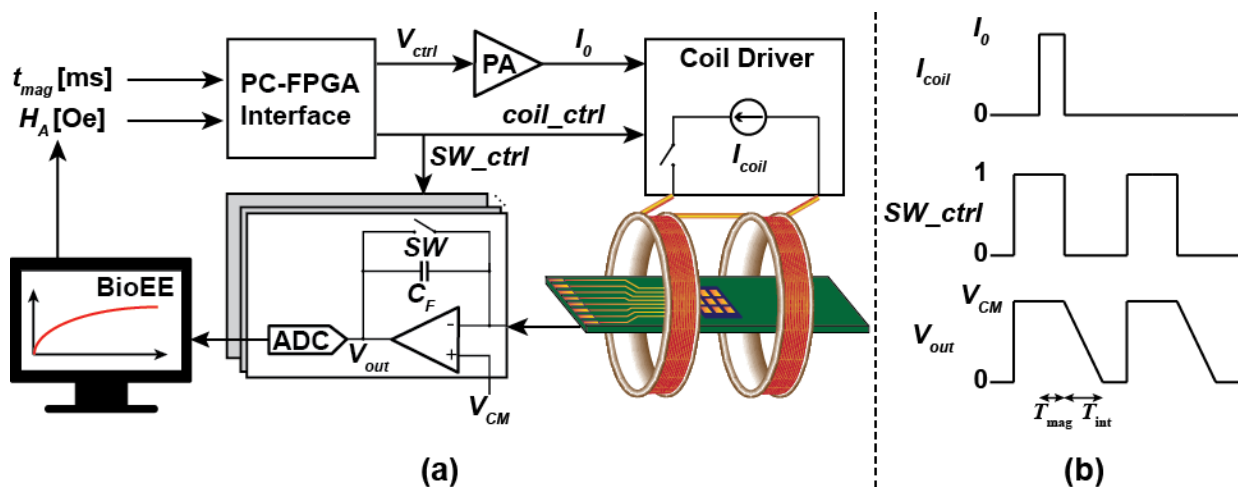 t_mag [ms]
H_A [Oe]
PC-FPGA
Interface
V_ctrl
PA
I_0
coil_ctrl
SW_ctrl
Coil Driver
I_coil
BioEE
ADC
V_out
SW
C_F
-
+
V_CM
(a)
I_0
I_coil
0
1
SW_ctrl
0
V_CM
V_out
0
T_mag
T_int
(b)